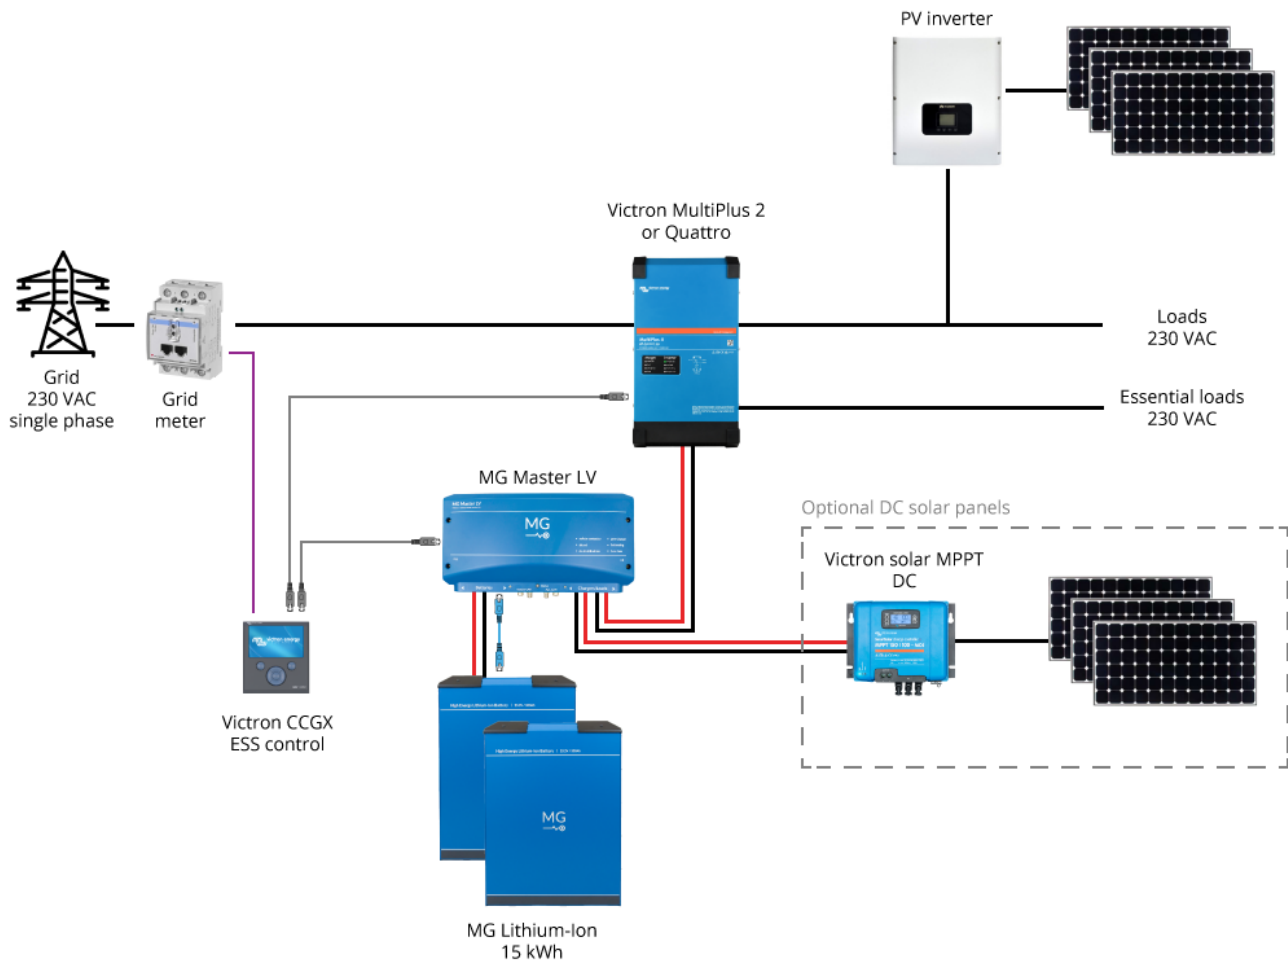 PV inverter
Victron MultiPlus 2
or Quattro
Grid
230 VAC
single phase
Grid
meter
Loads
230 VAC
Essential loads
230 VAC
MG Master LV
MG
Optional DC solar panels
Victron solar MPPT
DC
Victron CCGX
ESS control
MG
MG Lithium-Ion
15 kWh